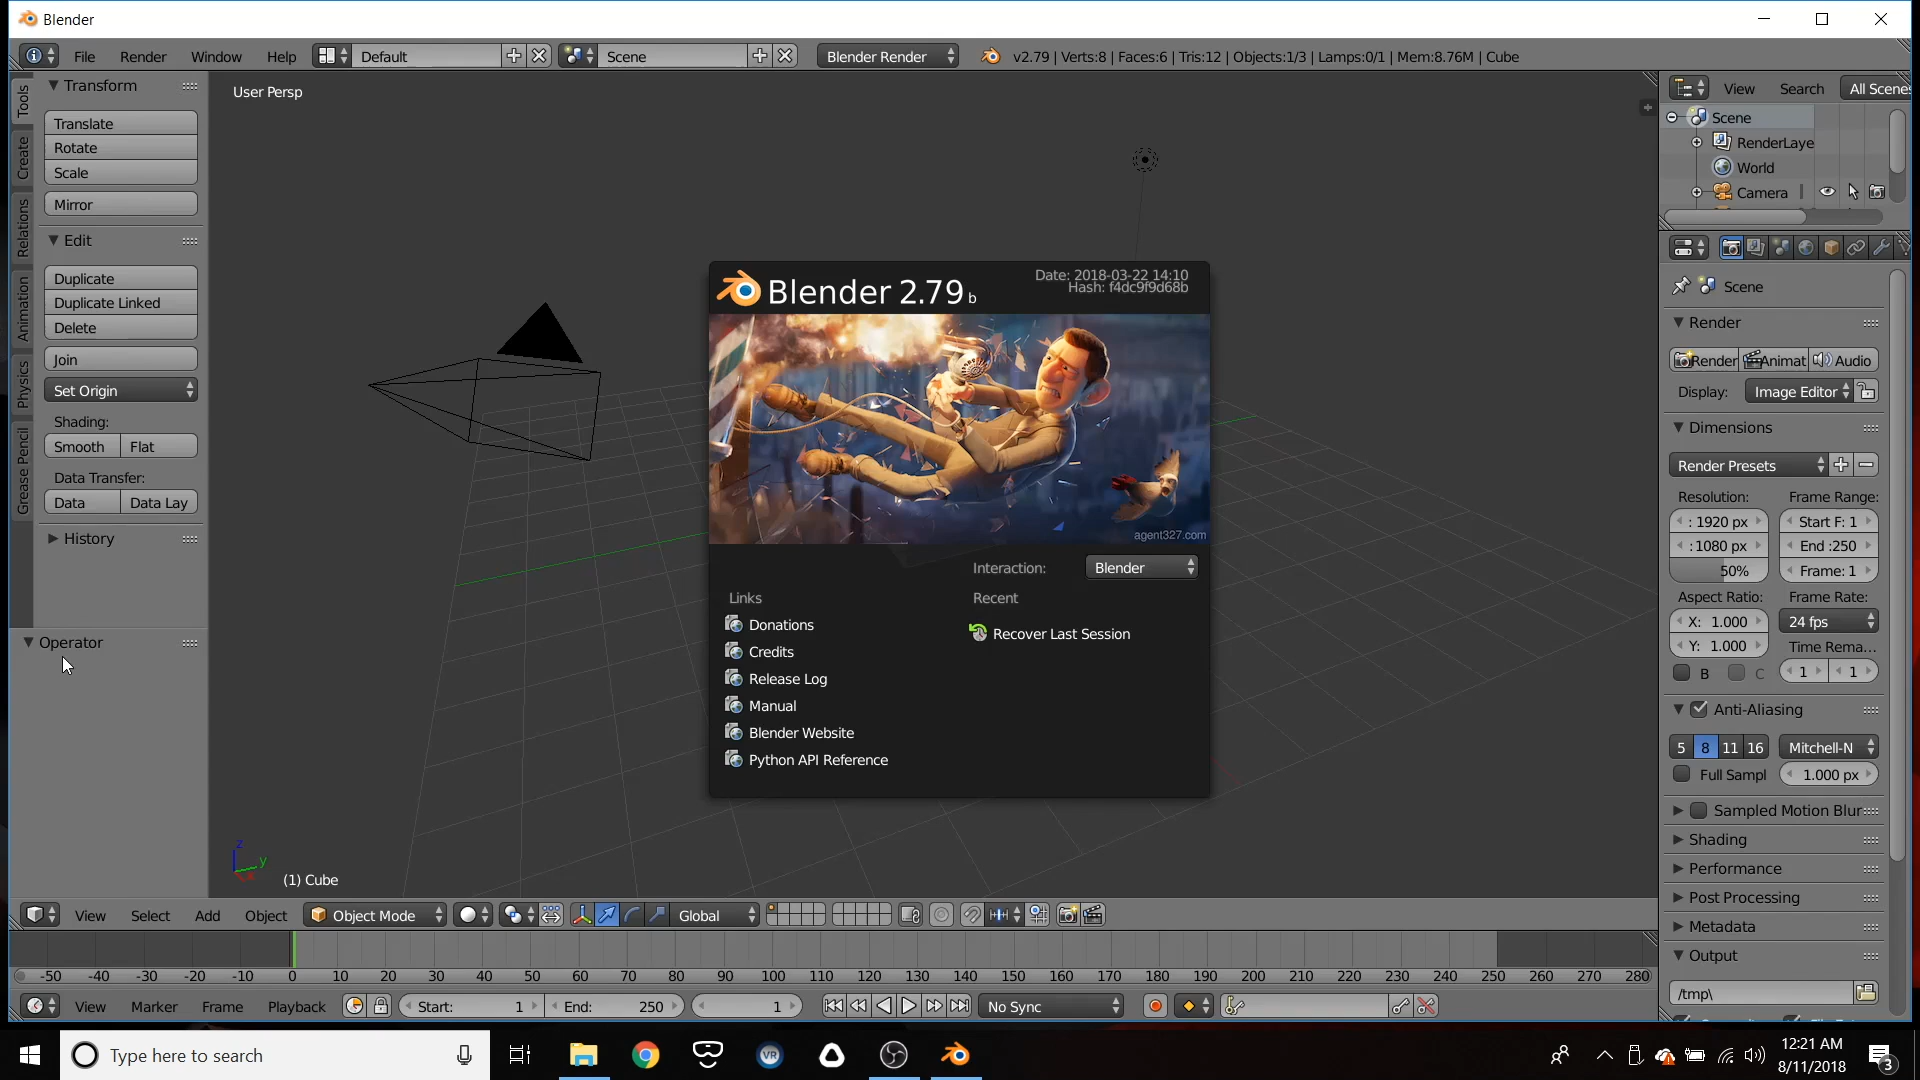 Blender
File Render Window Help Default Scene Blender Render v2.79 | Verts:8 | Faces:6 | Tris:12 | Objects:1/3 | Lamps:0/1 | Mem:8.76M | Cube
Tools
Create
Relations
Animation
Physics
Grease Pencil
Transform
Translate
Rotate
Scale
Mirror
Edit
Duplicate
Duplicate Linked
Delete
Join
Set Origin
Shading:
Smooth Flat
Data Transfer:
Data Data Lay
History
Operator
User Persp
Blender 2.79 b
Date: 2018-03-22 14:10
Hash: f4dc9f9d68b
agent327.com
Interaction: Blender
Links
Donations
Credits
Release Log
Manual
Blender Website
Python API Reference
Recent
Recover Last Session
z
y
(1) Cube
View Search All Scenes
Scene
RenderLaye
World
Camera
Scene
Render
Render Animat Audio
Display: Image Editor
Dimensions
Render Presets
Resolution: Frame Range:
: 1920 px Start F: 1
: 1080 px End :250
50% Frame: 1
Aspect Ratio: Frame Rate:
X: 1.000 24 fps
Y: 1.000 Time Rema...
B C 1 1
Anti-Aliasing
5 8 11 16 Mitchell-N
Full Sampl 1.000 px
Sampled Motion Blur
Shading
Performance
Post Processing
Metadata
Output
/tmp\
View Select Add Object Object Mode Global
-50 -40 -30 -20 -10 0 10 20 30 40 50 60 70 80 90 100 110 120 130 140 150 160 170 180 190 200 210 220 230 240 250 260 270 280
View Marker Frame Playback Start: 1 End: 250 1 No Sync
Type here to search
VR
12:21 AM
8/11/2018
3